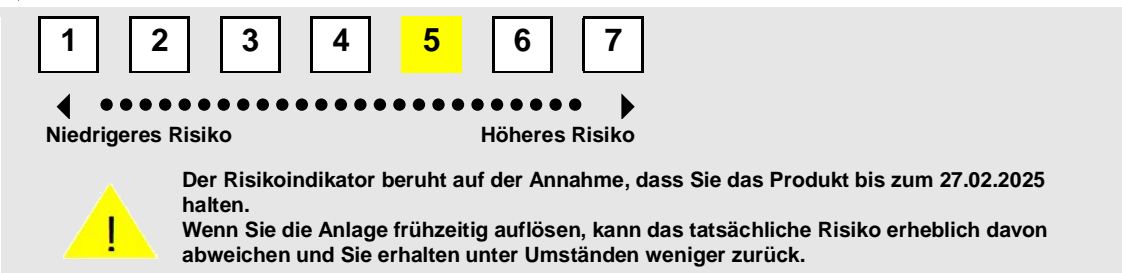 1 2 3 4 5 6 7
Niedrigeres Risiko Höheres Risiko
Der Risikoindikator beruht auf der Annahme, dass Sie das Produkt bis zum 27.02.2025
halten.
Wenn Sie die Anlage frühzeitig auflösen, kann das tatsächliche Risiko erheblich davon
abweichen und Sie erhalten unter Umständen weniger zurück.
!